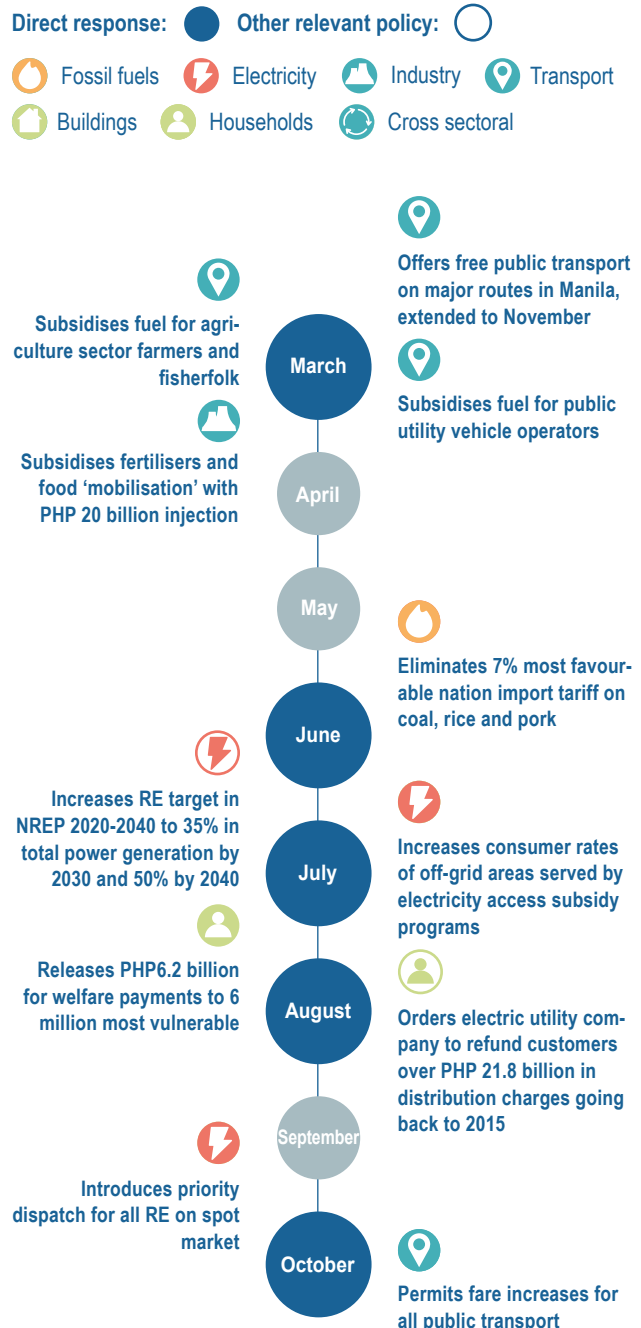 Direct response: Other relevant policy:
Fossil fuels Electricity Industry Transport
Buildings Households Cross sectoral
Offers free public transport
on major routes in Manila,
extended to November
Subsidises fuel for agri-
culture sector farmers and
fisherfolk
March
Subsidises fuel for public
utility vehicle operators
Subsidises fertilisers and
food ‘mobilisation’ with
PHP 20 billion injection
April
May
Eliminates 7% most favour-
able nation import tariff on
coal, rice and pork
June
Increases RE target in
NREP 2020-2040 to 35% in
total power generation by
2030 and 50% by 2040
July
Increases consumer rates
of off-grid areas served by
electricity access subsidy
programs
Releases PHP6.2 billion
for welfare payments to 6
million most vulnerable
August
Orders electric utility com-
pany to refund customers
over PHP 21.8 billion in
distribution charges going
back to 2015
September
Introduces priority
dispatch for all RE on spot
market
October
Permits fare increases for
all public transport